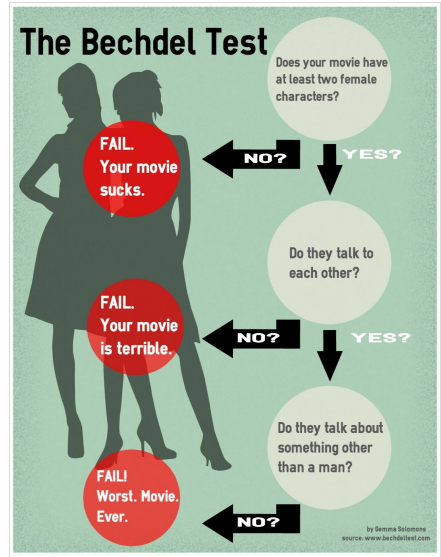 The Bechdel Test
Does your movie have
at least two female
characters?
NO?
YES?
FAIL.
Your movie
sucks.
Do they talk to
each other?
NO?
YES?
FAIL.
Your movie
is terrible.
Do they talk about
something other
than a man?
NO?
FAIL!
Worst. Movie.
Ever.
by Gemma Solomons
source: www.bechdeltest.com